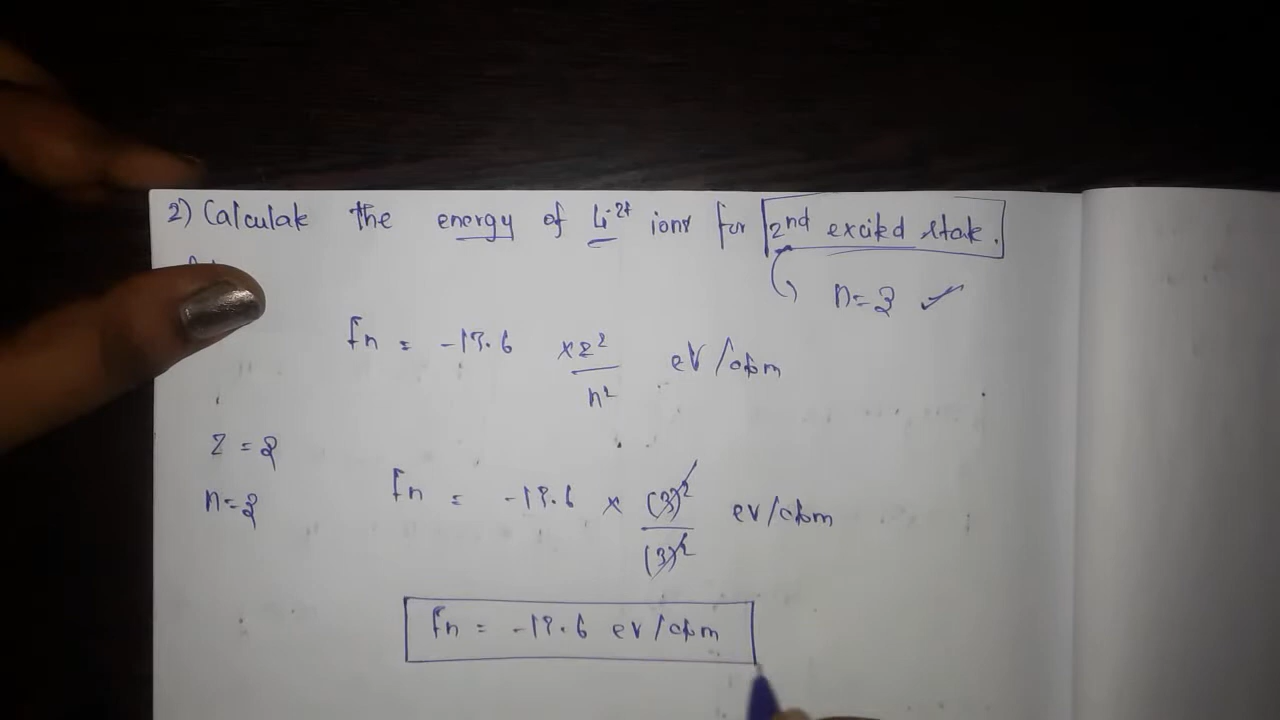 2) Calculate the energy of Li²⁺ ions for 2nd excited state.
n=3 ✓
En = -13.6 × z²/n² eV/atom
Z = 3
n=3
En = -13.6 × (3)²/(3)² eV/atom
En = -13.6 eV/atom